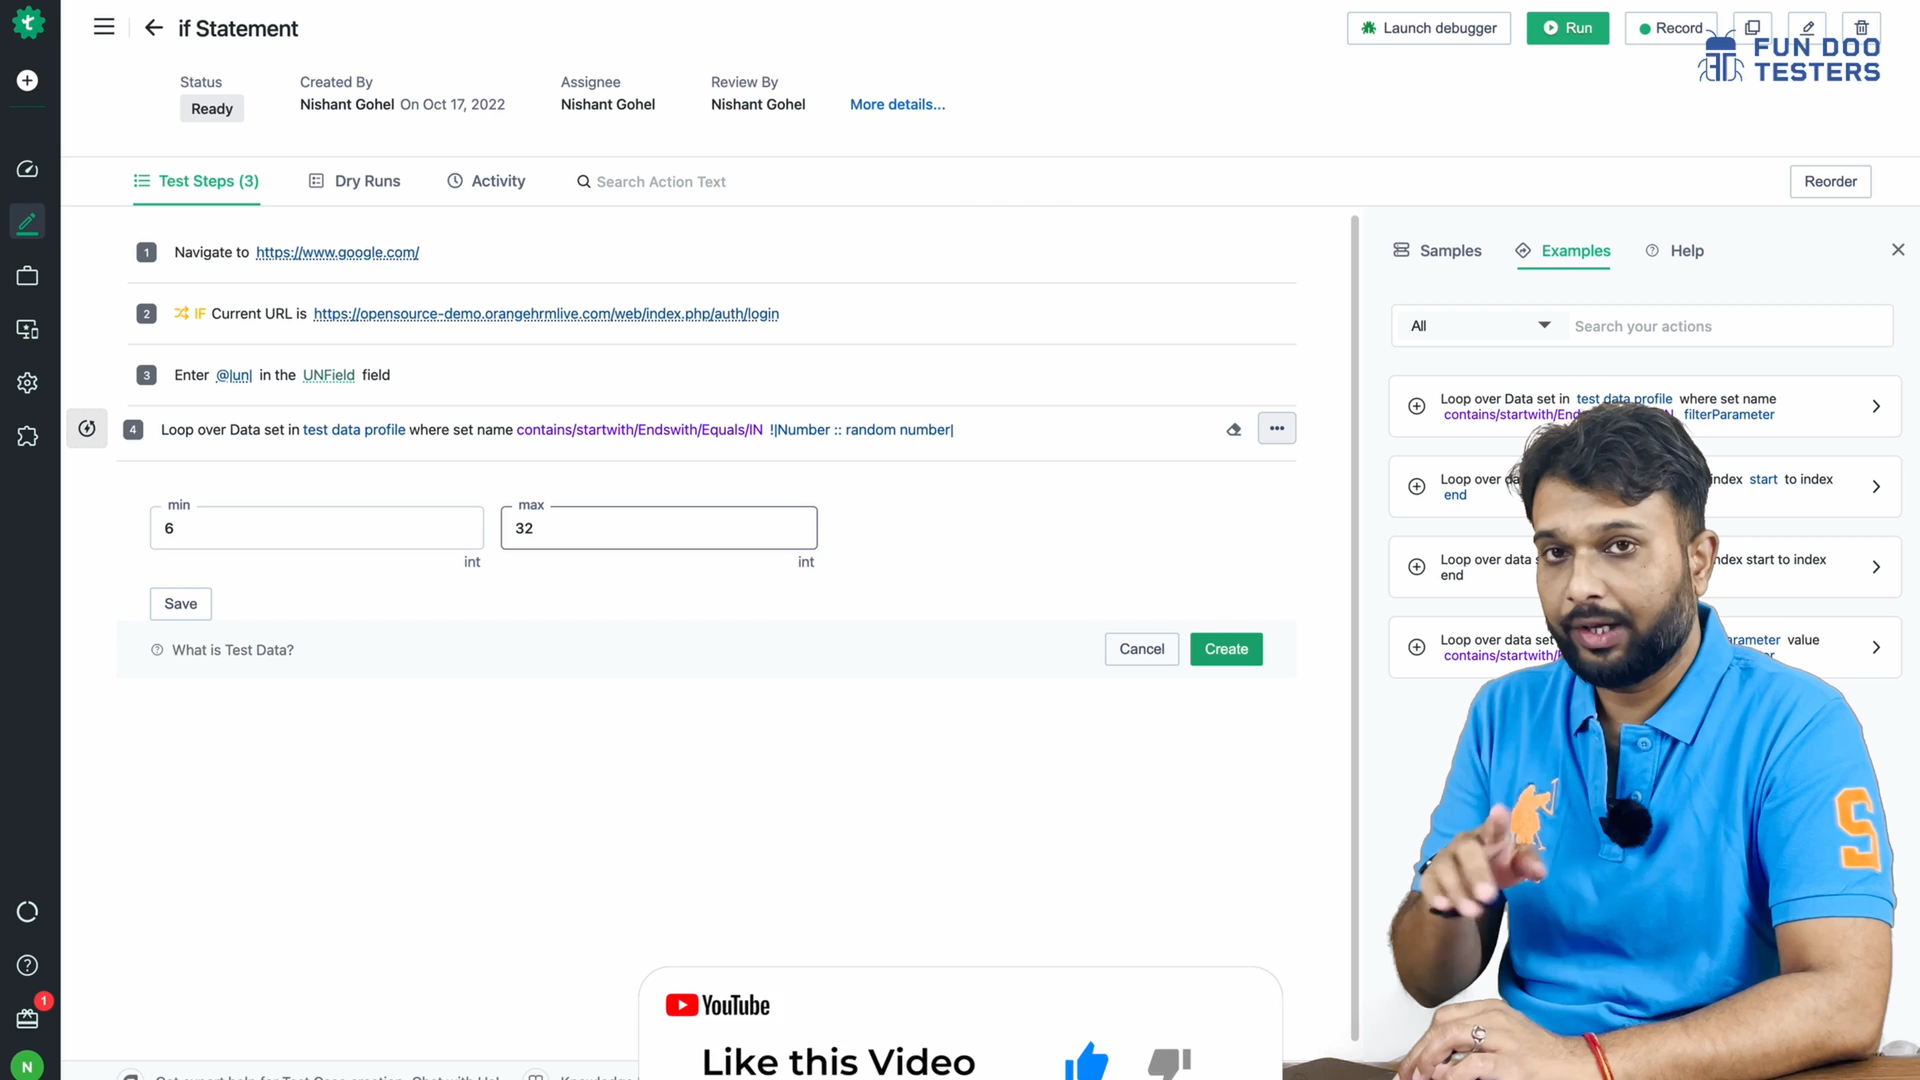 if Statement
Launch debugger
Run
Record
FUN DOO
TESTERS
Status
Created By
Assignee
Review By
Ready
Nishant Gohel On Oct 17, 2022
Nishant Gohel
Nishant Gohel
More details...
Test Steps (3)
Dry Runs
Activity
Search Action Text
Reorder
1 Navigate to https://www.google.com/
2 IF Current URL is https://opensource-demo.orangehrmlive.com/web/index.php/auth/login
3 Enter @|un| in the UNField field
4 Loop over Data set in test data profile where set name contains/startwith/Endswith/Equals/IN !|Number :: random number|
min
6
int
max
32
int
Save
What is Test Data?
Cancel
Create
Samples
Examples
Help
All
Search your actions
Loop over Data set in test data profile where set name
contains/startwith/ filterParameter
Loop over index start to index
end
Loop over data index start to index
end
Loop over data set value
contains/startwith/
S
YouTube
Like this Video
1
N